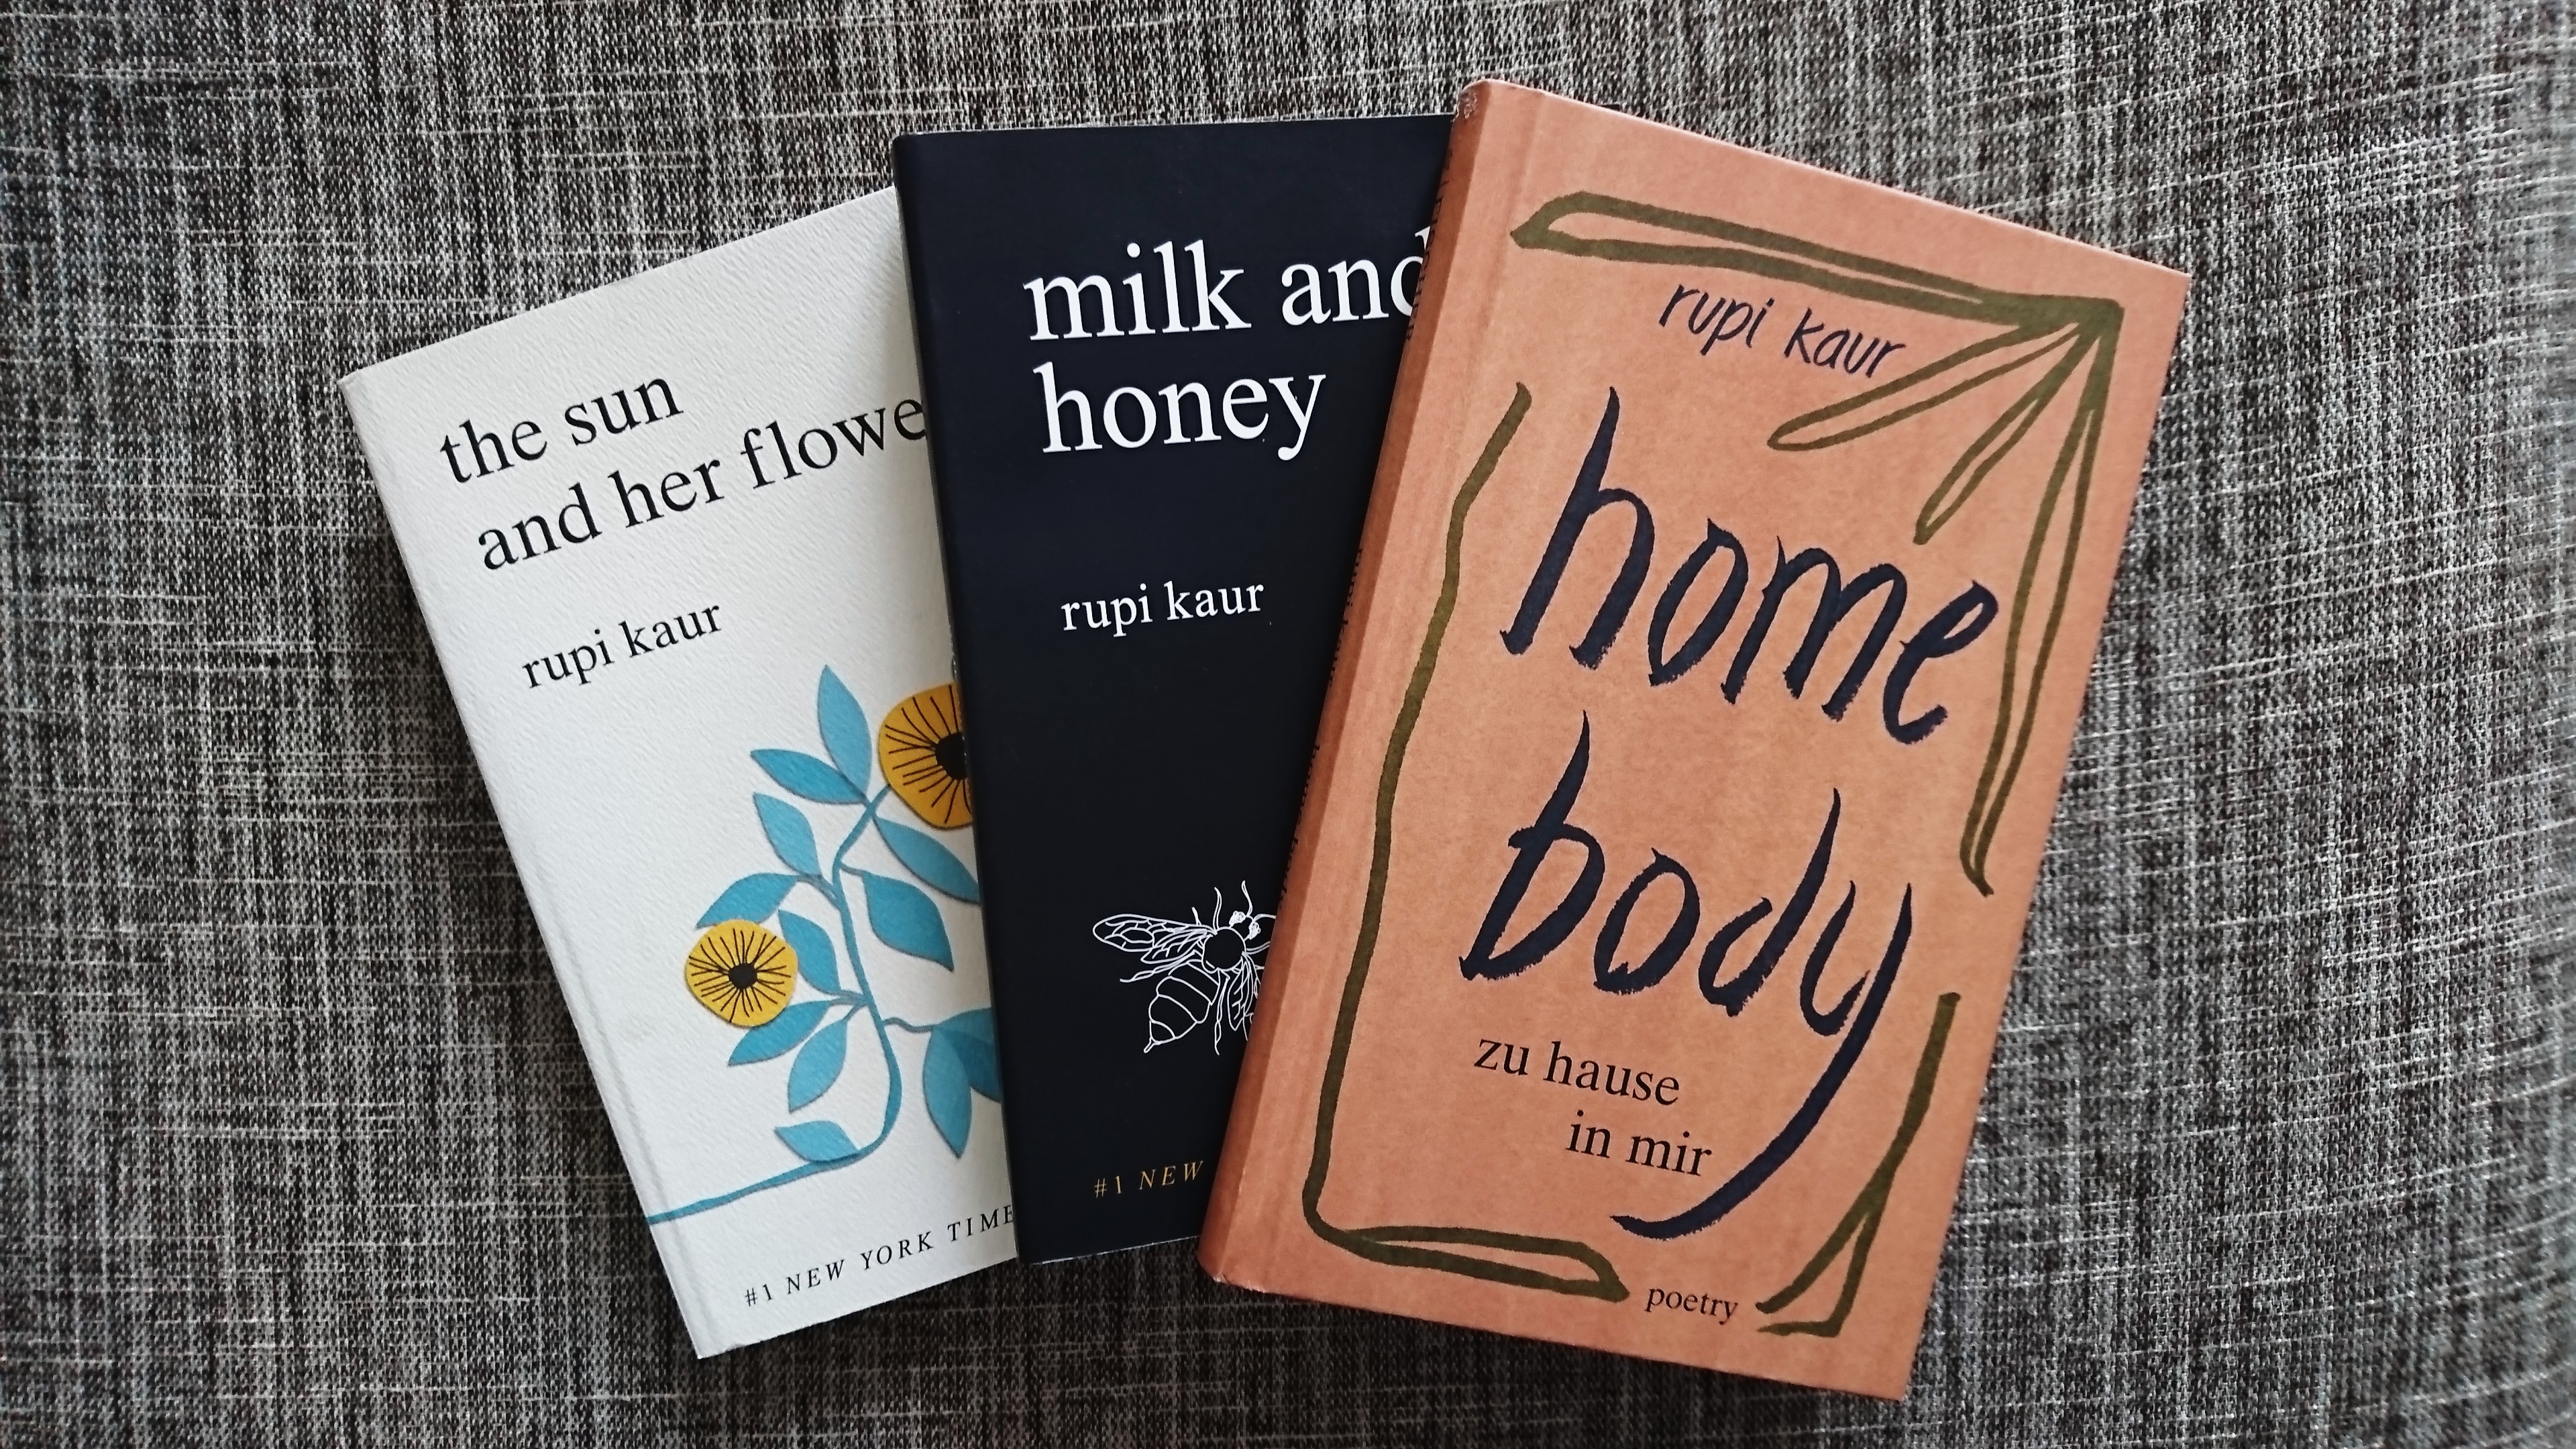 the sun
and her flowe
rupi kaur
#1 NEW YORK TIME
milk and
honey
rupi kaur
#1 NEW
rupi kaur
home
body
zu hause
in mir
poetry